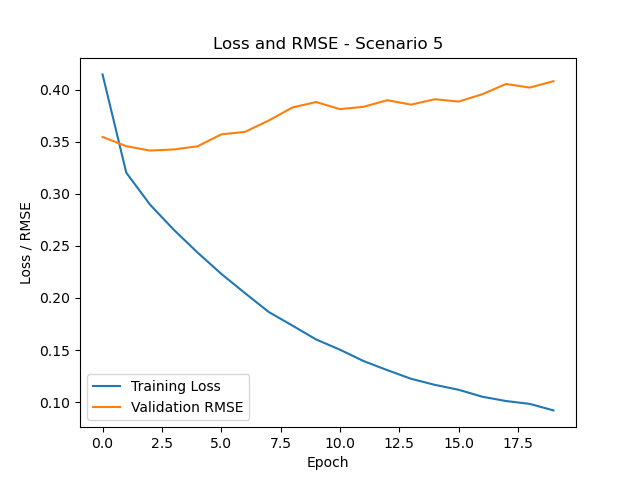 Loss and RMSE - Scenario 5
0.40
0.35
0.30
0.25
0.20
0.15
0.10
Loss / RMSE
Training Loss
Validation RMSE
0.0 2.5 5.0 7.5 10.0 12.5 15.0 17.5
Epoch